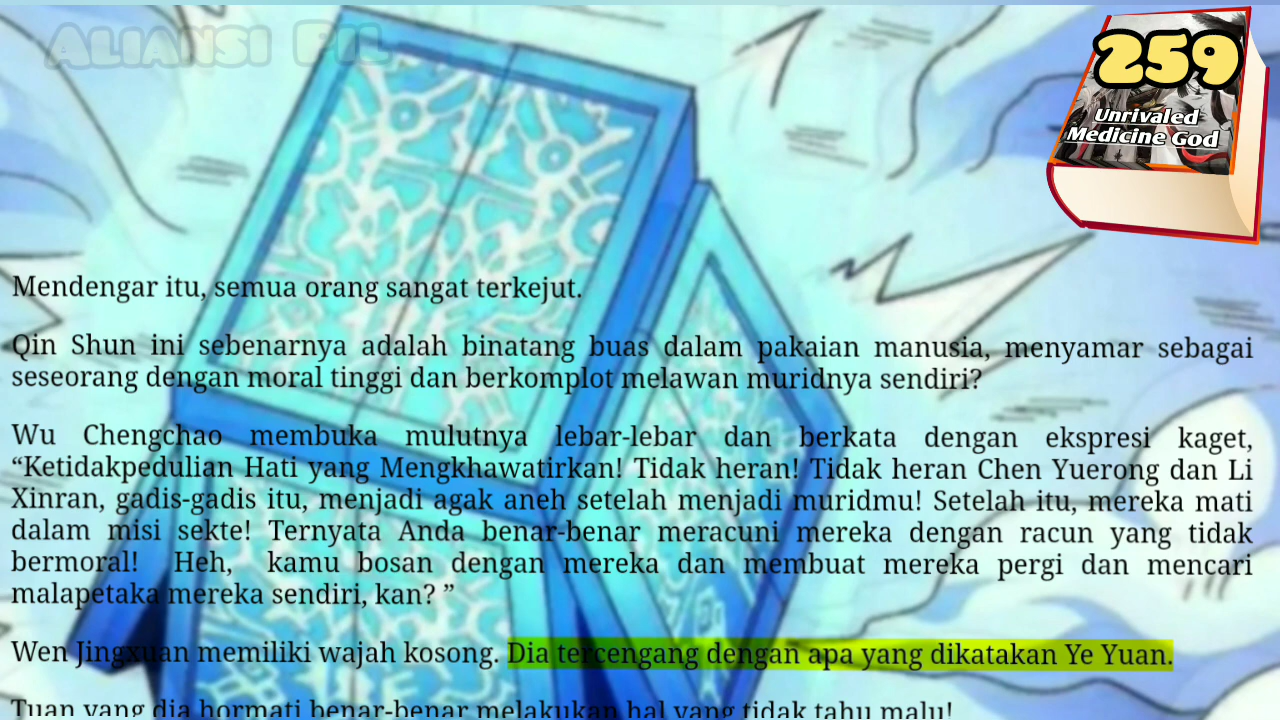 Aliansi Pil
259
Unrivaled
Medicine God
Mendengar itu, semua orang sangat terkejut.
Qin Shun ini sebenarnya adalah binatang buas dalam pakaian manusia, menyamar sebagai
seseorang dengan moral tinggi dan berkomplot melawan muridnya sendiri?
Wu Chengchao membuka mulutnya lebar-lebar dan berkata dengan ekspresi kaget,
“Ketidakpedulian Hati yang Mengkhawatirkan! Tidak heran! Tidak heran Chen Yuerong dan Li
Xinran, gadis-gadis itu, menjadi agak aneh setelah menjadi muridmu! Setelah itu, mereka mati
dalam misi sekte! Ternyata Anda benar-benar meracuni mereka dengan racun yang tidak
bermoral! Heh, kamu bosan dengan mereka dan membuat mereka pergi dan mencari
malapetaka mereka sendiri, kan? ”
Wen Jingxuan memiliki wajah kosong. Dia tercengang dengan apa yang dikatakan Ye Yuan.
Tuan yang dia hormati benar-benar melakukan hal yang tidak tahu malu!